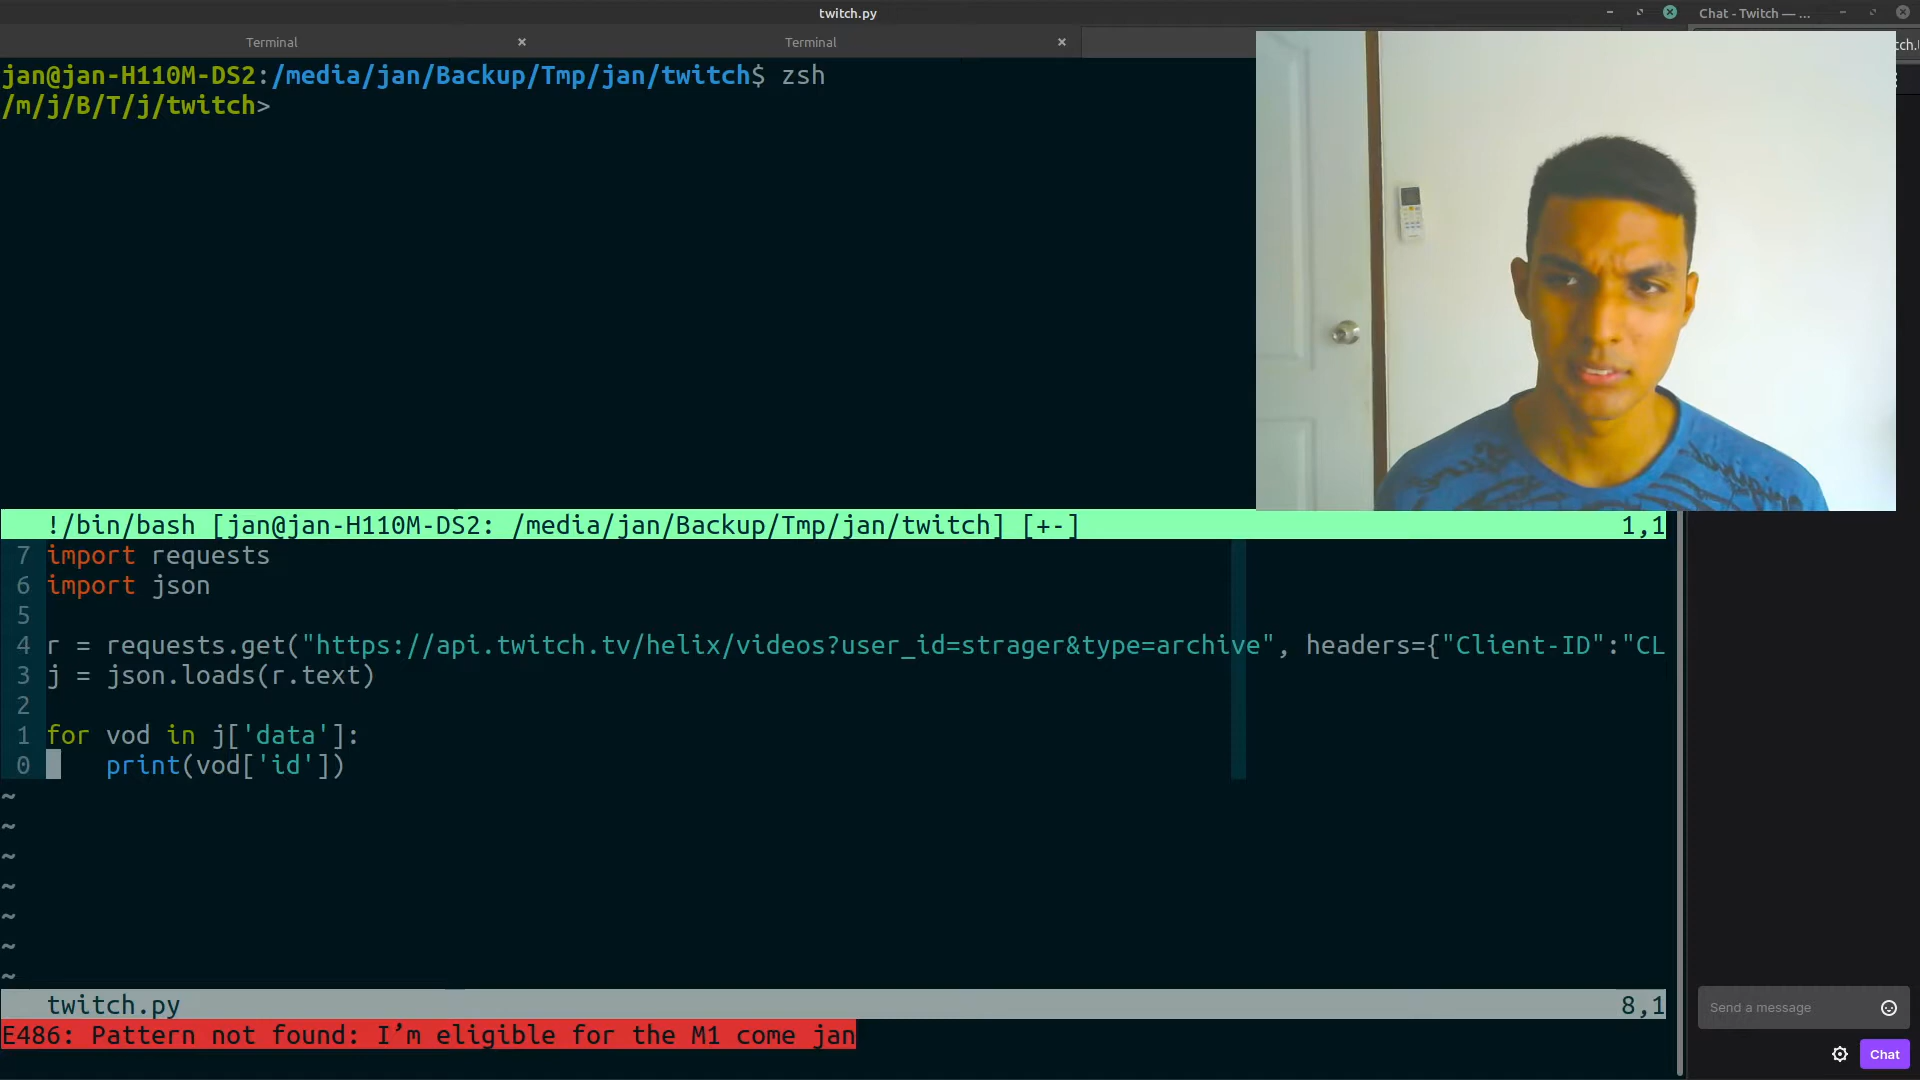 twitch.py
Chat - Twitch — ...
Terminal
Terminal
tch.
jan@jan-H110M-DS2:/media/jan/Backup/Tmp/jan/twitch$ zsh
/m/j/B/T/j/twitch>
!/bin/bash [jan@jan-H110M-DS2: /media/jan/Backup/Tmp/jan/twitch] [+-] 1,1
7 import requests
6 import json
5
4 r = requests.get("https://api.twitch.tv/helix/videos?user_id=strager&type=archive", headers={"Client-ID":"CL
3 j = json.loads(r.text)
2
1 for vod in j['data']:
0 print(vod['id'])
~
~
~
~
~
~
~
twitch.py 8,1
E486: Pattern not found: I’m eligible for the M1 come jan
Send a message
Chat